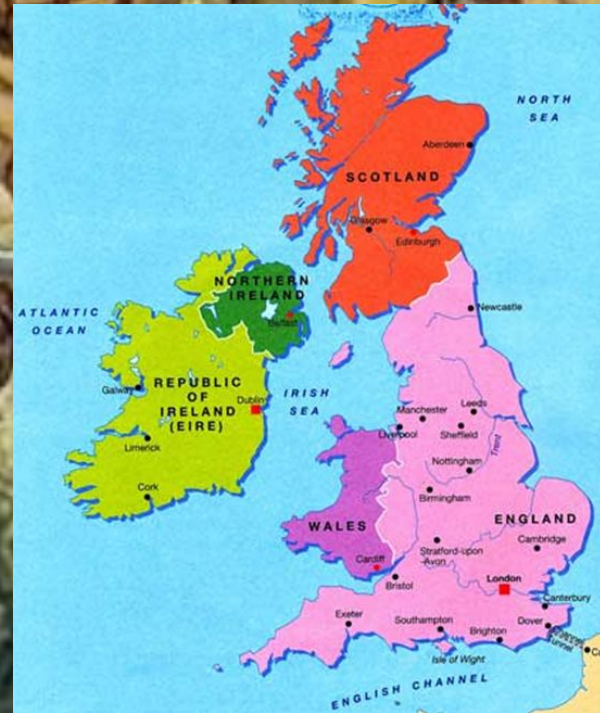 NORTH
SEA
Aberdeen
SCOTLAND
Glasgow
Edinburgh
NORTHERN
IRELAND
Belfast
Newcastle
ATLANTIC
OCEAN
Galway
REPUBLIC
OF
IRELAND
(EIRE)
Dublin
IRISH
SEA
Limerick
Cork
Manchester
Leeds
Liverpool
Sheffield
Trent
Nottingham
Birmingham
WALES
ENGLAND
Cambridge
Stratford-upon
-Avon
Cardiff
Bristol
London
Canterbury
Exeter
Southampton
Brighton
Dover
Channel
Tunnel
Isle of Wight
ENGLISH CHANNEL